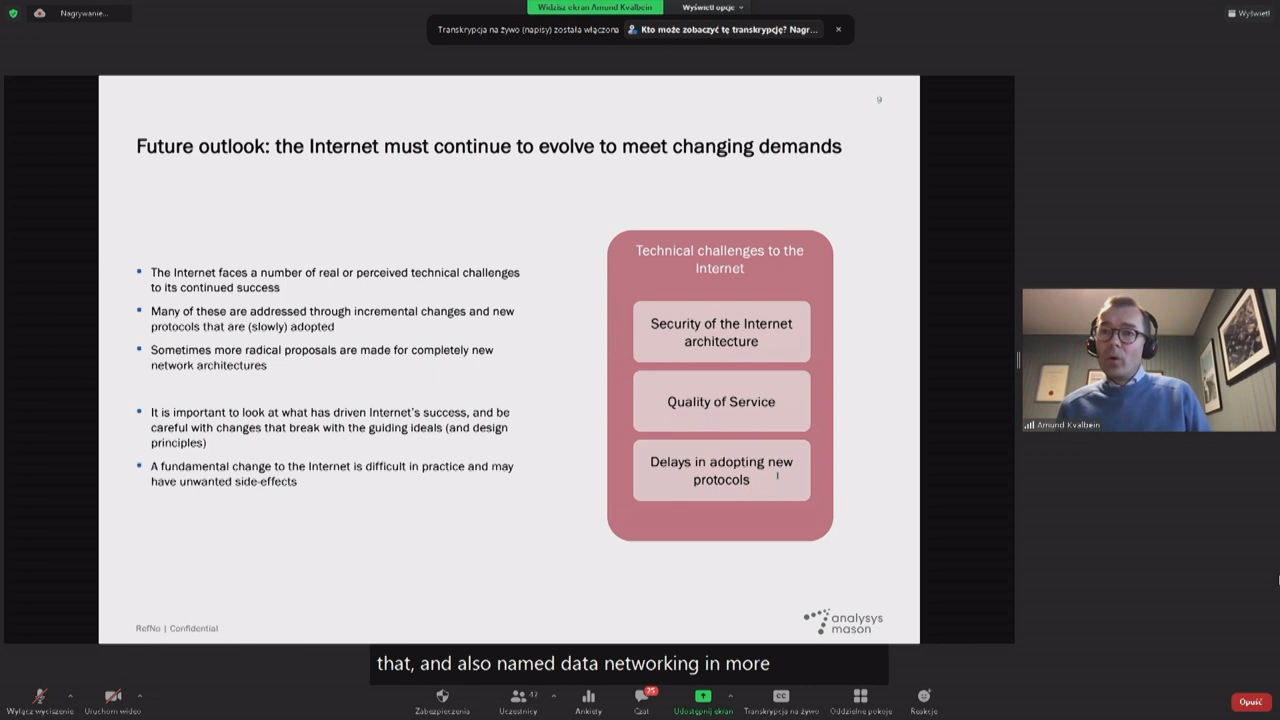 Nagrywanie...
Widzisz ekran Amund Kvalbein
Wyświetl opcje
Wyświetl
Transkrypcja na żywo (napisy) została włączona
Kto może zobaczyć tę transkrypcję? Nagr...
9
Future outlook: the Internet must continue to evolve to meet changing demands
The Internet faces a number of real or perceived technical challenges
to its continued success
Many of these are addressed through incremental changes and new
protocols that are (slowly) adopted
Sometimes more radical proposals are made for completely new
network architectures
It is important to look at what has driven Internet's success, and be
careful with changes that break with the guiding ideals (and design
principles)
A fundamental change to the Internet is difficult in practice and may
have unwanted side-effects
Technical challenges to the
Internet
Security of the Internet
architecture
Quality of Service
Delays in adopting new
protocols
Amund Kvalbein
RefNo | Confidential
analysys
mason
that, and also named data networking in more
Wyłącz wyciszenie
Uruchom wideo
Zabezpieczenia
42
Uczestnicy
Ankiety
25
Czat
Udostępnij ekran
CC
Transkrypcja na żywo
Oddzielne pokoje
Reakcje
Opuść